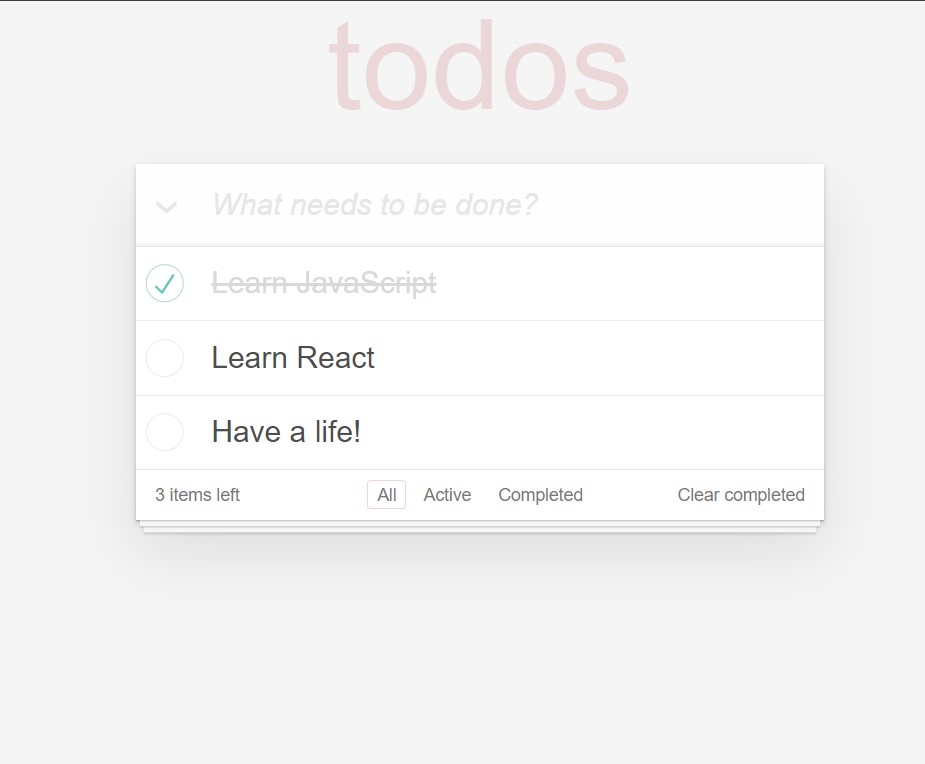 todos
What needs to be done?
Learn JavaScript
Learn React
Have a life!
3 items left All Active Completed Clear completed